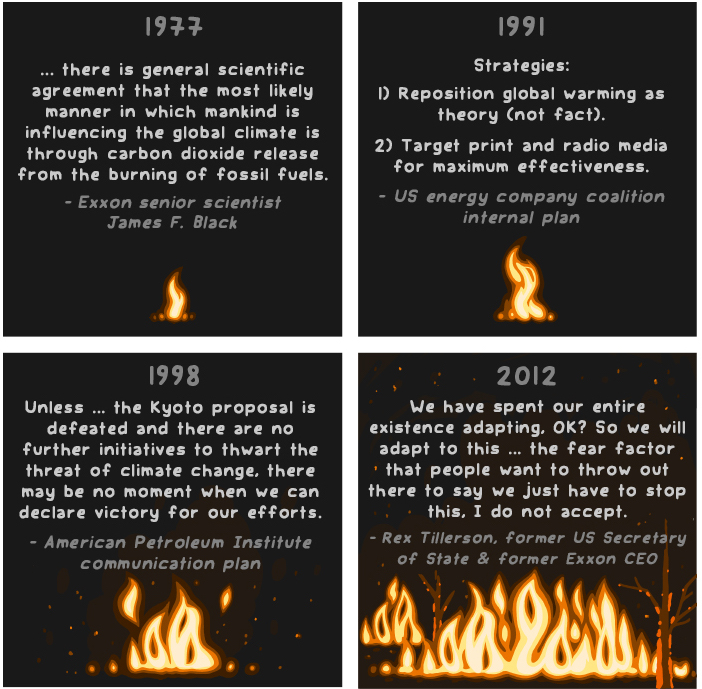 1977
... there is general scientific
agreement that the most likely
manner in which mankind is
influencing the global climate is
through carbon dioxide release
from the burning of fossil fuels.
- Exxon senior scientist
James F. Black
1991
Strategies:
1) Reposition global warming as
theory (not fact).
2) Target print and radio media
for maximum effectiveness.
- US energy company coalition
internal plan
1998
Unless ... the Kyoto proposal is
defeated and there are no
further initiatives to thwart the
threat of climate change, there
may be no moment when we can
declare victory for our efforts.
- American Petroleum Institute
communication plan
2012
We have spent our entire
existence adapting, OK? So we will
adapt to this ... the fear factor
that people want to throw out
there to say we just have to stop
this, I do not accept.
- Rex Tillerson, former US Secretary
of State & former Exxon CEO